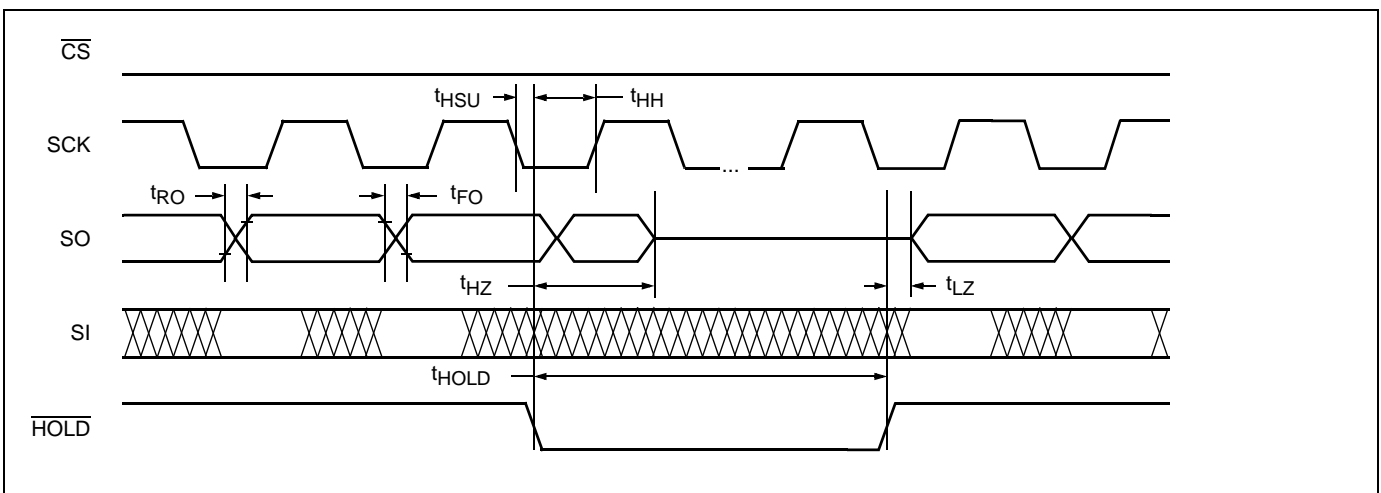 CS
tHSU
tHH
SCK
...
tRO
tFO
SO
tHZ
tLZ
SI
tHOLD
HOLD